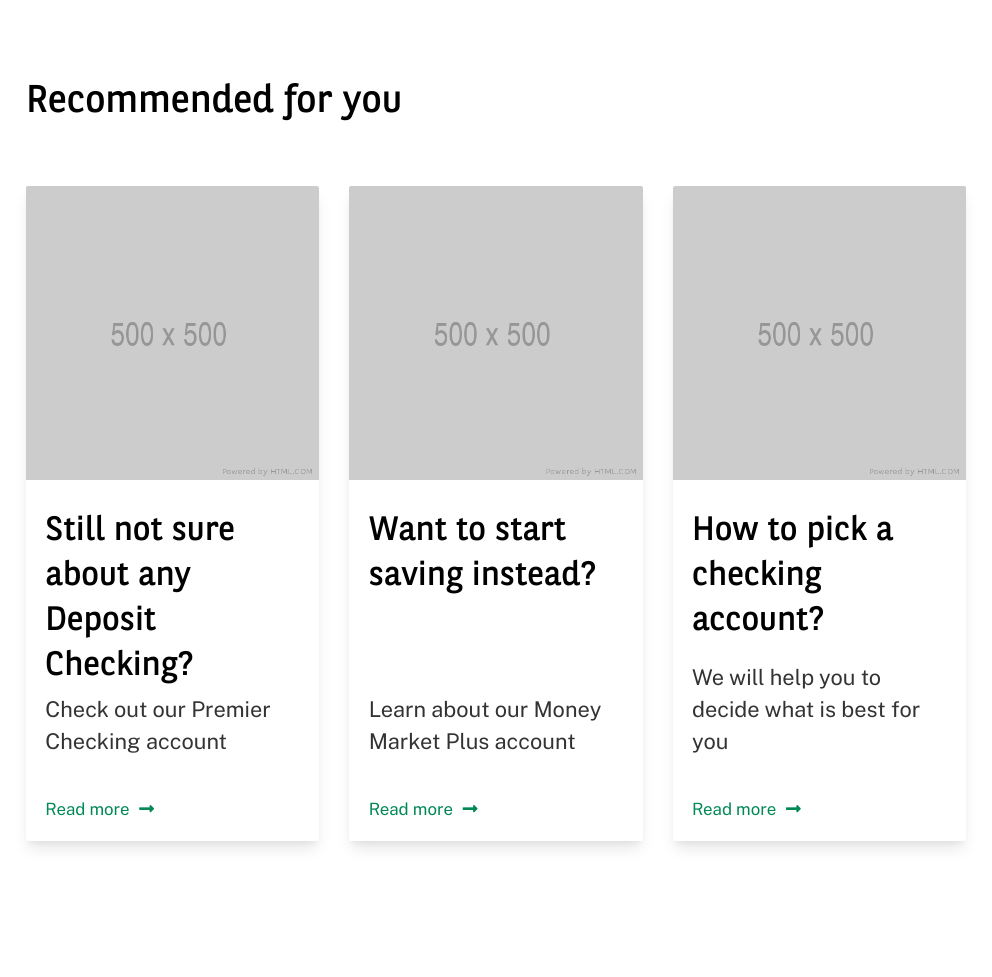 Recommended for you
500 x 500
Powered by HTML.COM
500 x 500
Powered by HTML.COM
500 x 500
Powered by HTML.COM
Still not sure
about any
Deposit
Checking?
Check out our Premier
Checking account
Read more
Want to start
saving instead?
Learn about our Money
Market Plus account
Read more
How to pick a
checking
account?
We will help you to
decide what is best for
you
Read more